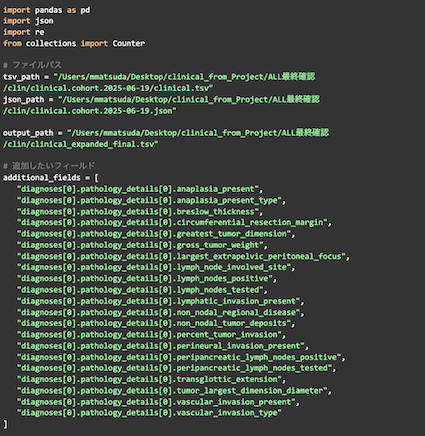 import pandas as pd
import json
import re
from collections import Counter
# ファイルパス
tsv_path = "/Users/mmatsuda/Desktop/clinical_from_Project/ALL最終確認
/clin/clinical.cohort.2025-06-19/clinical.tsv"
json_path = "/Users/mmatsuda/Desktop/clinical_from_Project/ALL最終確認
/clin/clinical.cohort.2025-06-19.json"
output_path = "/Users/mmatsuda/Desktop/clinical_from_Project/ALL最終確認
/clin/clinical_expanded_final.tsv"
# 追加したいフィールド
additional_fields = [
"diagnoses[0].pathology_details[0].anaplasia_present",
"diagnoses[0].pathology_details[0].anaplasia_present_type",
"diagnoses[0].pathology_details[0].breslow_thickness",
"diagnoses[0].pathology_details[0].circumferential_resection_margin",
"diagnoses[0].pathology_details[0].greatest_tumor_dimension",
"diagnoses[0].pathology_details[0].gross_tumor_weight",
"diagnoses[0].pathology_details[0].largest_extrapelvic_peritoneal_focus",
"diagnoses[0].pathology_details[0].lymph_node_involved_site",
"diagnoses[0].pathology_details[0].lymph_nodes_positive",
"diagnoses[0].pathology_details[0].lymph_nodes_tested",
"diagnoses[0].pathology_details[0].lymphatic_invasion_present",
"diagnoses[0].pathology_details[0].non_nodal_regional_disease",
"diagnoses[0].pathology_details[0].non_nodal_tumor_deposits",
"diagnoses[0].pathology_details[0].percent_tumor_invasion",
"diagnoses[0].pathology_details[0].perineural_invasion_present",
"diagnoses[0].pathology_details[0].peripancreatic_lymph_nodes_positive",
"diagnoses[0].pathology_details[0].peripancreatic_lymph_nodes_tested",
"diagnoses[0].pathology_details[0].transglottic_extension",
"diagnoses[0].pathology_details[0].tumor_largest_dimension_diameter",
"diagnoses[0].pathology_details[0].vascular_invasion_present",
"diagnoses[0].pathology_details[0].vascular_invasion_type"
]